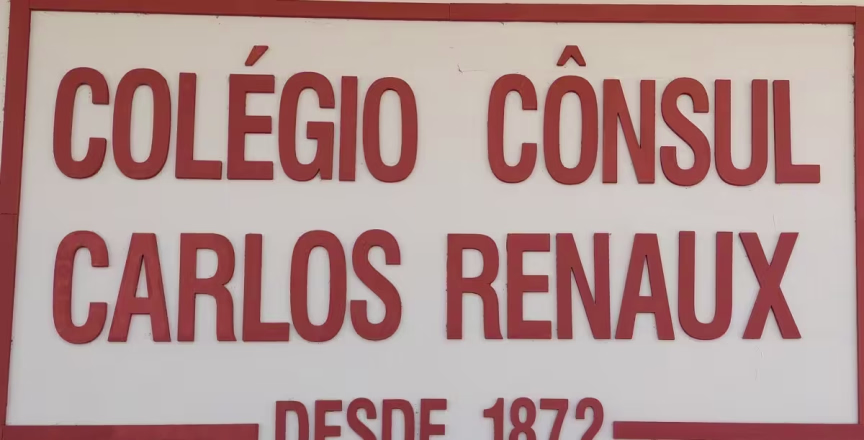 COLÉGIO CÔNSUL
CARLOS RENAUX
DESDE 1872